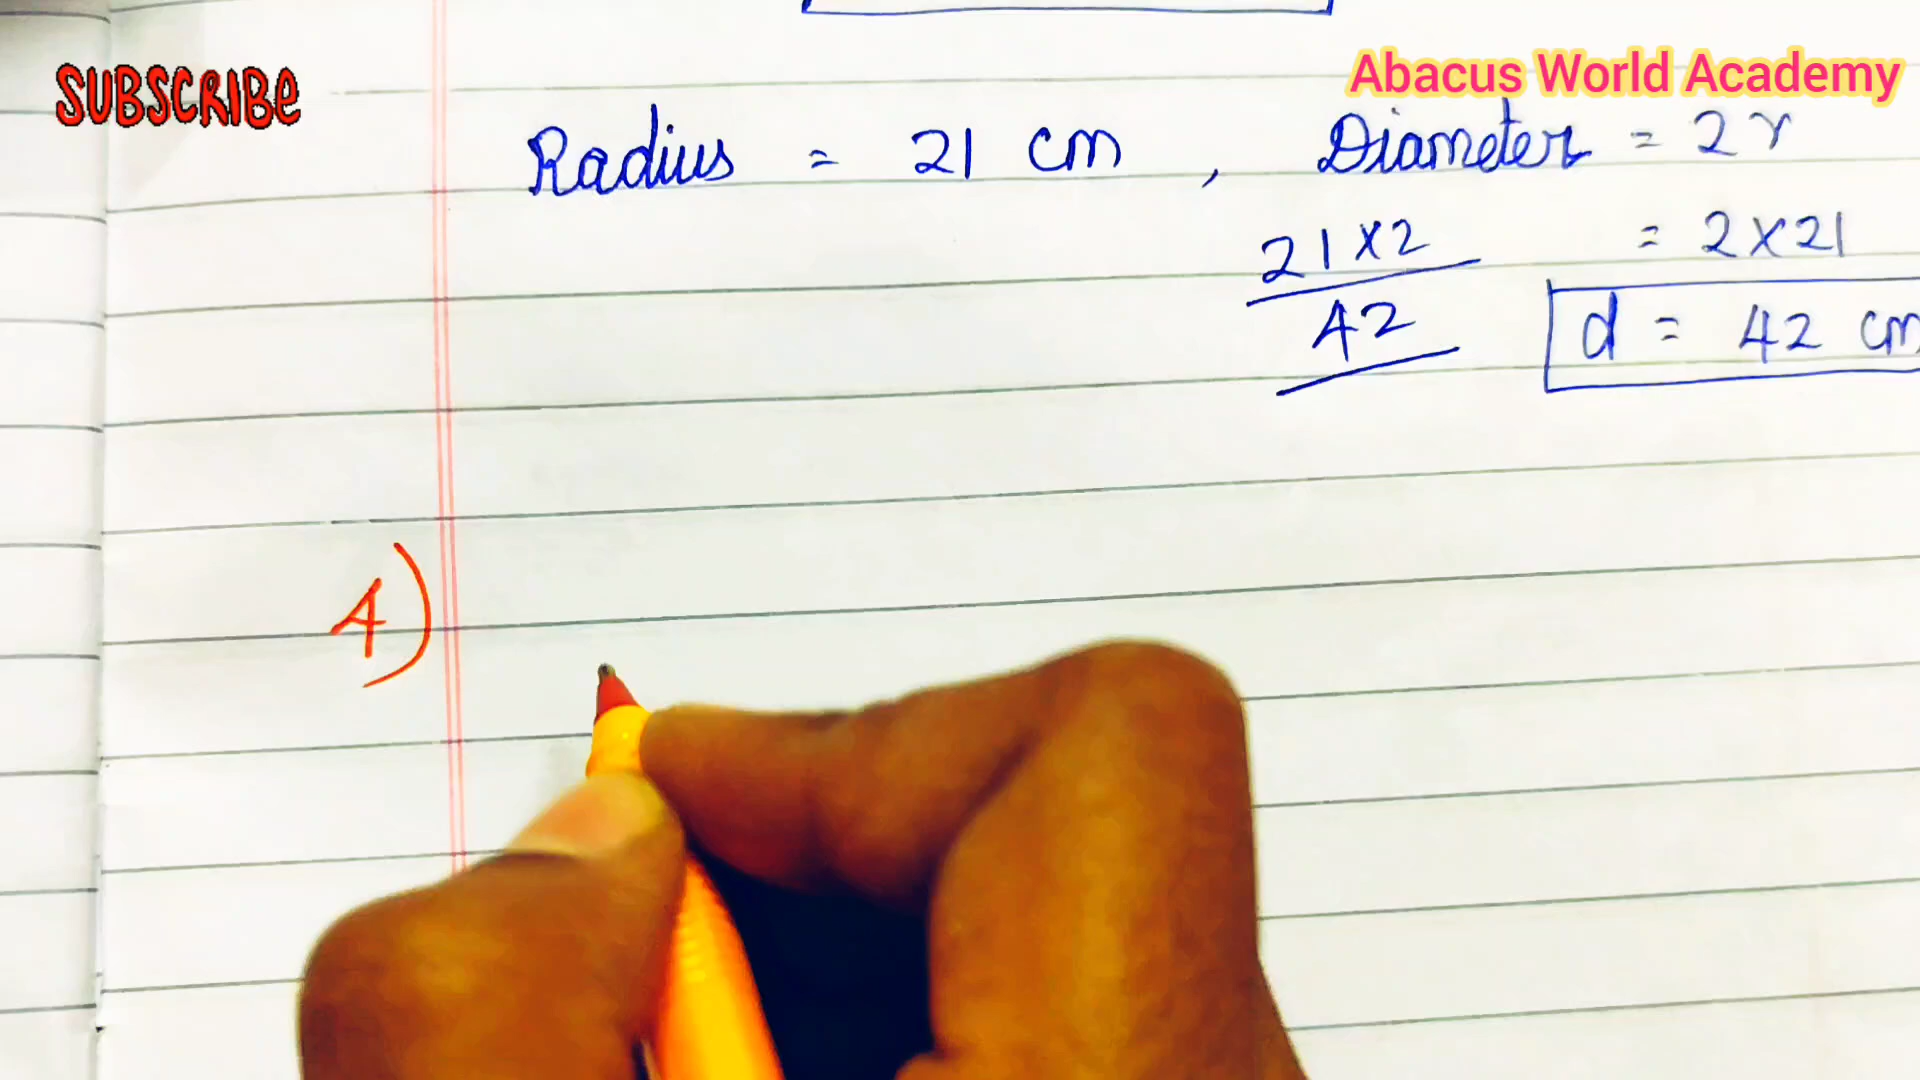 SUBSCRIBe
Abacus World Academy
Radius = 21 cm , Diameter = 2r
21 x 2 = 2 x 21
42 d = 42 cm
4)